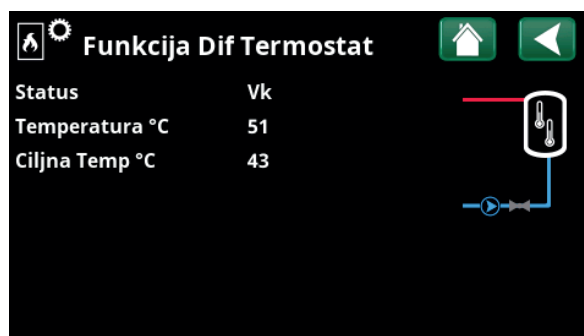 Funkcija Dif Termostat
Status Vk
Temperatura °C 51
Ciljna Temp °C 43